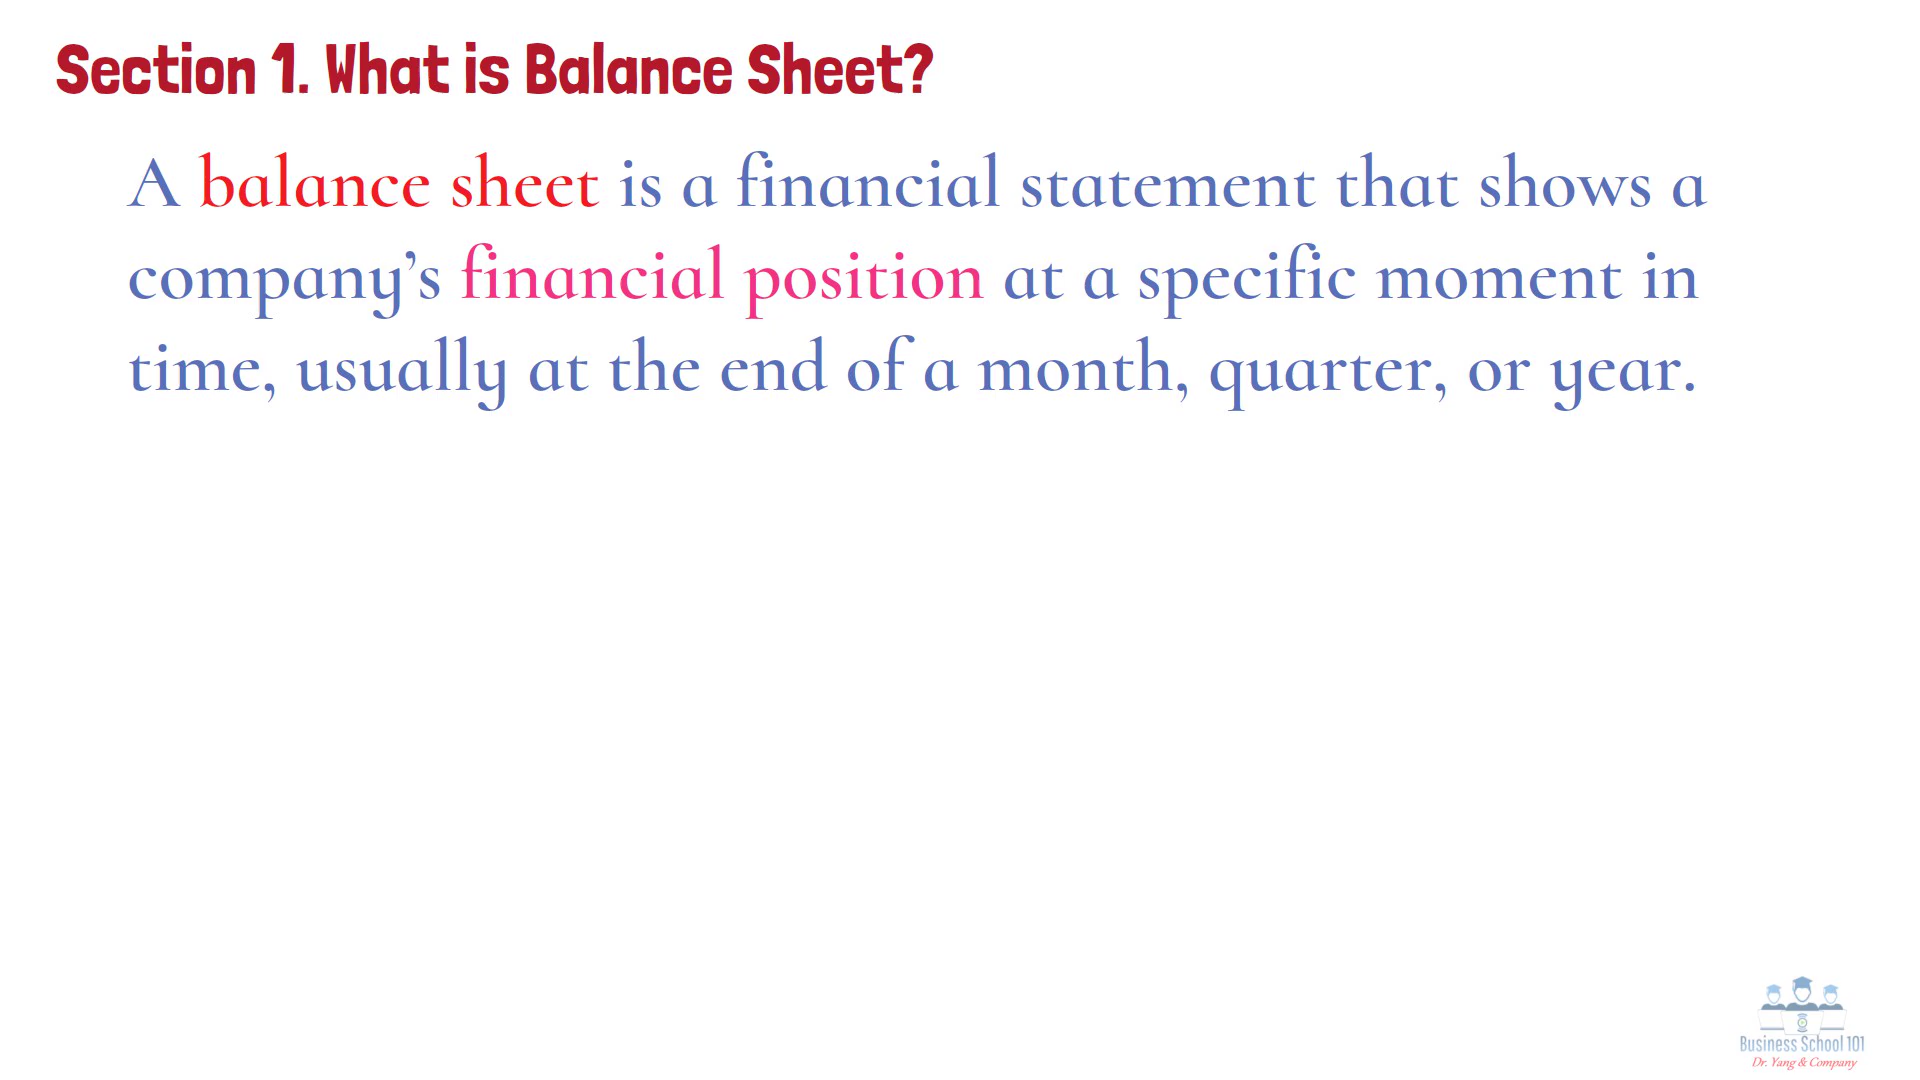 Section 1. What is Balance Sheet?
A balance sheet is a financial statement that shows a
company’s financial position at a specific moment in
time, usually at the end of a month, quarter, or year.
Business School 101
Dr. Yang & Company